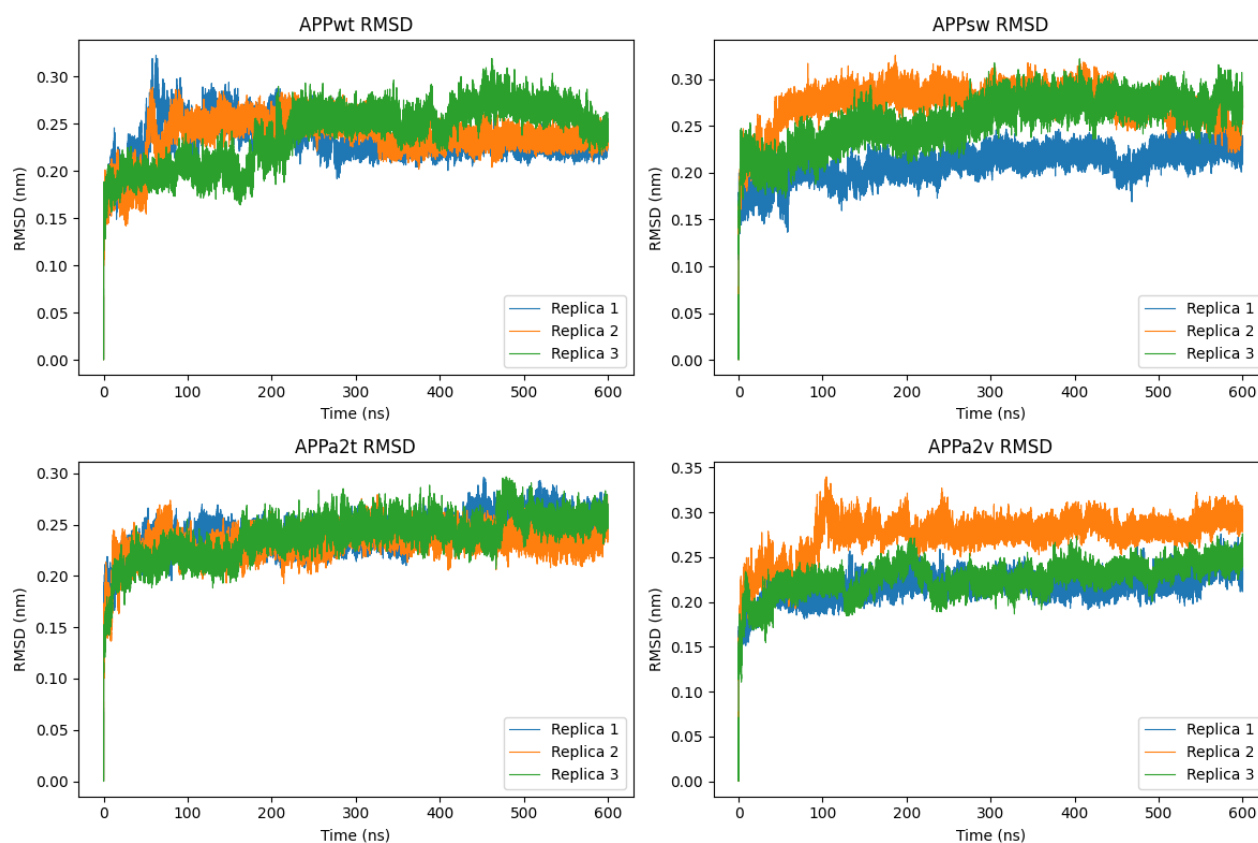 APPwt RMSD
RMSD (nm)
0.30
0.25
0.20
0.15
0.10
0.05
0.00
0
100
200
300
400
500
600
Time (ns)
Replica 1
Replica 2
Replica 3
APPsw RMSD
RMSD (nm)
0.30
0.25
0.20
0.15
0.10
0.05
0.00
0
100
200
300
400
500
600
Time (ns)
Replica 1
Replica 2
Replica 3
APPa2t RMSD
RMSD (nm)
0.30
0.25
0.20
0.15
0.10
0.05
0.00
0
100
200
300
400
500
600
Time (ns)
Replica 1
Replica 2
Replica 3
APPa2v RMSD
RMSD (nm)
0.35
0.30
0.25
0.20
0.15
0.10
0.05
0.00
0
100
200
300
400
500
600
Time (ns)
Replica 1
Replica 2
Replica 3